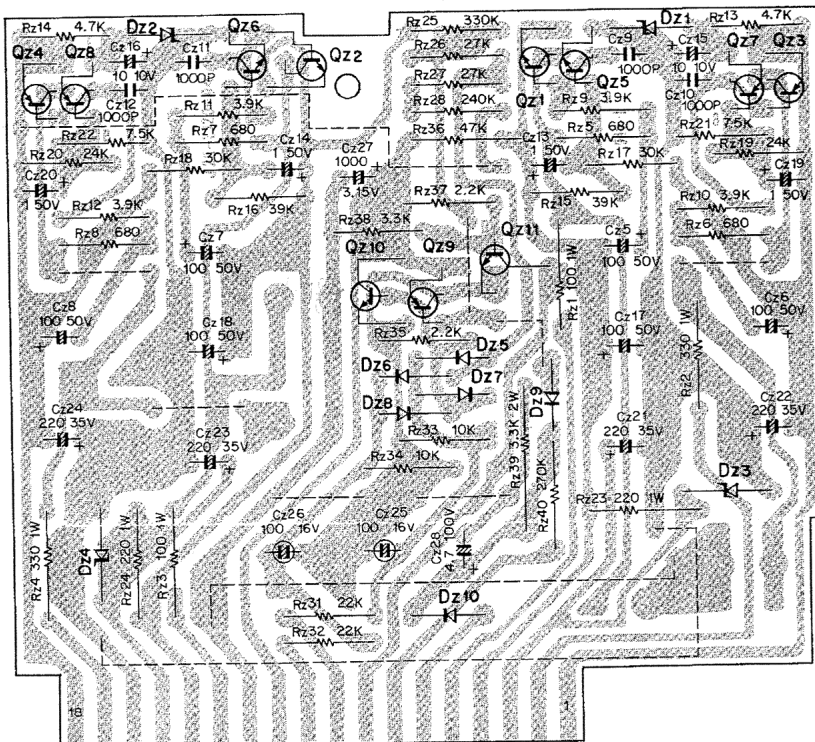 Rz14 4.7K Dz2 Qz6 Rz25 330K Dz1 Rz13 4.7K
Qz4 Qz8 Cz16 10 10V Cz11 1000P Qz2 Rz26 27K Cz9 1000P Cz15 10 10V Qz7 Qz3
Cz12 1000P Rz27 27K Qz1 Qz5 Cz10 1000P
Rz11 3.9K Rz28 240K Rz9 3.9K
Rz22 7.5K Rz7 680 Rz36 47K Cz13 1 50V Rz5 680 Rz21 7.5K
Rz20 24K Rz18 30K Cz14 1 50V Cz27 1000 3.15V Rz17 30K Rz19 24K
Cz20 1 50V Rz16 39K Rz37 2.2K Rz15 39K Cz19 1 50V
Rz12 3.9K Rz38 3.3K Rz10 3.9K
Rz8 680 Cz7 100 50V Qz10 Qz9 Qz11 Rz1 100 1W Cz5 100 50V Rz6 680
Cz8 100 50V Cz18 100 50V Rz35 2.2K Cz17 100 50V Rz2 330 1W Cz6 100 50V
Dz6 Dz5
Dz8 Dz7 Dz9
Cz24 220 35V Cz23 220 35V Rz33 10K Rz39 3.3K 2W Cz21 220 35V Cz22 220 35V
Rz34 10K Rz40 270K Dz3
Rz23 220 1W
Rz4 330 1W Dz4 Rz24 220 1W Rz3 100 1W Cz26 100 16V Cz25 100 16V Cz28 4.7 100V
Rz31 22K Dz10
Rz32 22K
18 1